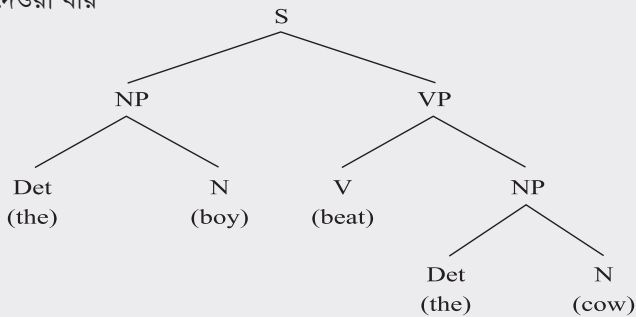 S
NP VP
Det N V NP
(the) (boy) (beat)
Det N
(the) (cow)